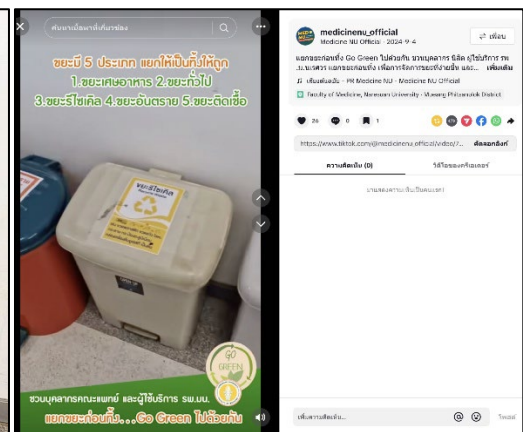 ค้นหาเนื้อหาที่เกี่ยวข้อง
ขยะมี 5 ประเภท แยกให้เป็นทิ้งให้ถูก
1.ขยะเศษอาหาร 2.ขยะทั่วไป
3.ขยะรีไซเคิล 4.ขยะอันตราย 5.ขยะติดเชื้อ
ขยะรีไซเคิล
GO
GREEN
ชวนบุคลากรคณะแพทย์ และผู้ใช้บริการ รพ.มน.
แยกขยะก่อนทิ้ง...Go Green ไปด้วยกัน
medicinenu_official
Medicine NU Official · 2024-9-4
เพื่อน
แยกขยะก่อนทิ้ง Go Green ไปด้วยกัน ชวนบุคลากร นิสิต ผู้ใช้บริการ รพ
.ม.นเรศวร แยกขยะก่อนทิ้ง เพื่อการจัดการขยะที่ง่ายขึ้น และ... เพิ่มเติม
♫ เสียงต้นฉบับ - PR Medicine NU - Medicine NU Official
Faculty of Medicine, Naresuan University · Mueang Phitsanulok District
26 0 1
https://www.tiktok.com/@medicinenu_official/video/7... คัดลอกลิงก์
ความคิดเห็น (0) วิดีโอของครีเอเตอร์
เพิ่มความคิดเห็น...
โพสต์